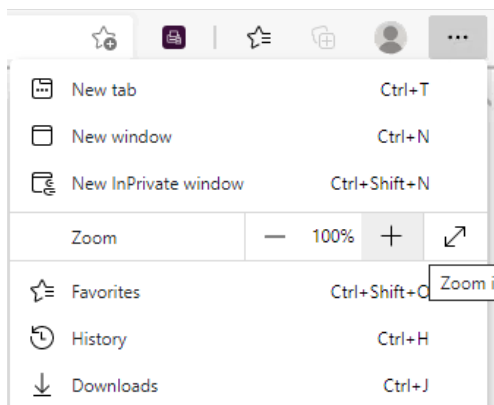 New tab Ctrl+T
New window Ctrl+N
New InPrivate window Ctrl+Shift+N
Zoom — 100% +
Favorites Ctrl+Shift+O
Zoom i
History Ctrl+H
Downloads Ctrl+J